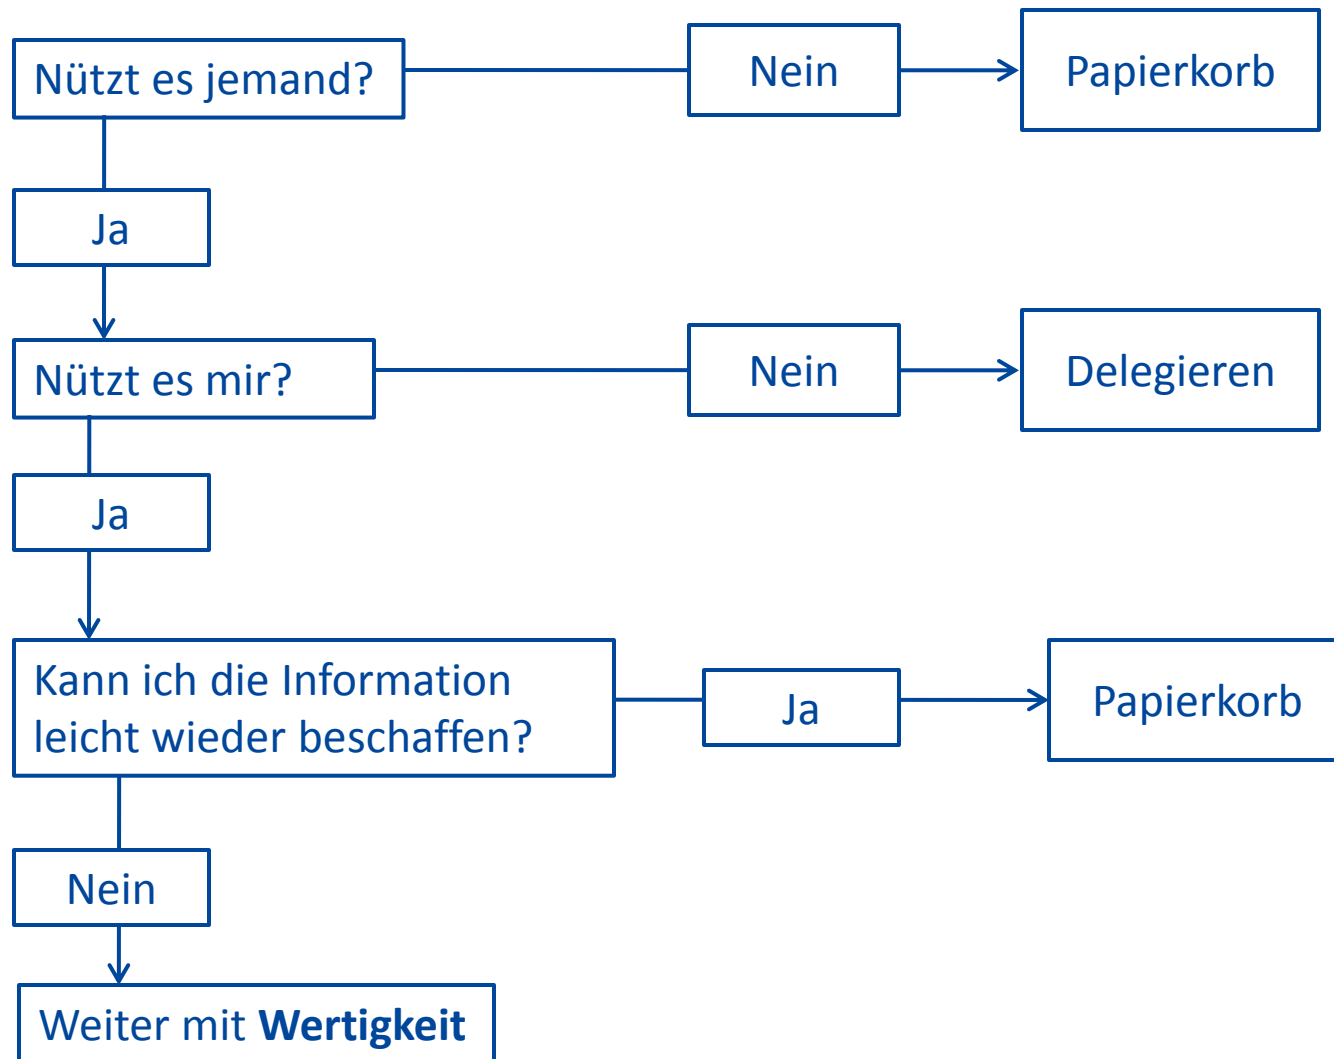 Nützt es jemand?
Nein
Papierkorb
Ja
Nützt es mir?
Nein
Delegieren
Ja
Kann ich die Information
leicht wieder beschaffen?
Ja
Papierkorb
Nein
Weiter mit Wertigkeit